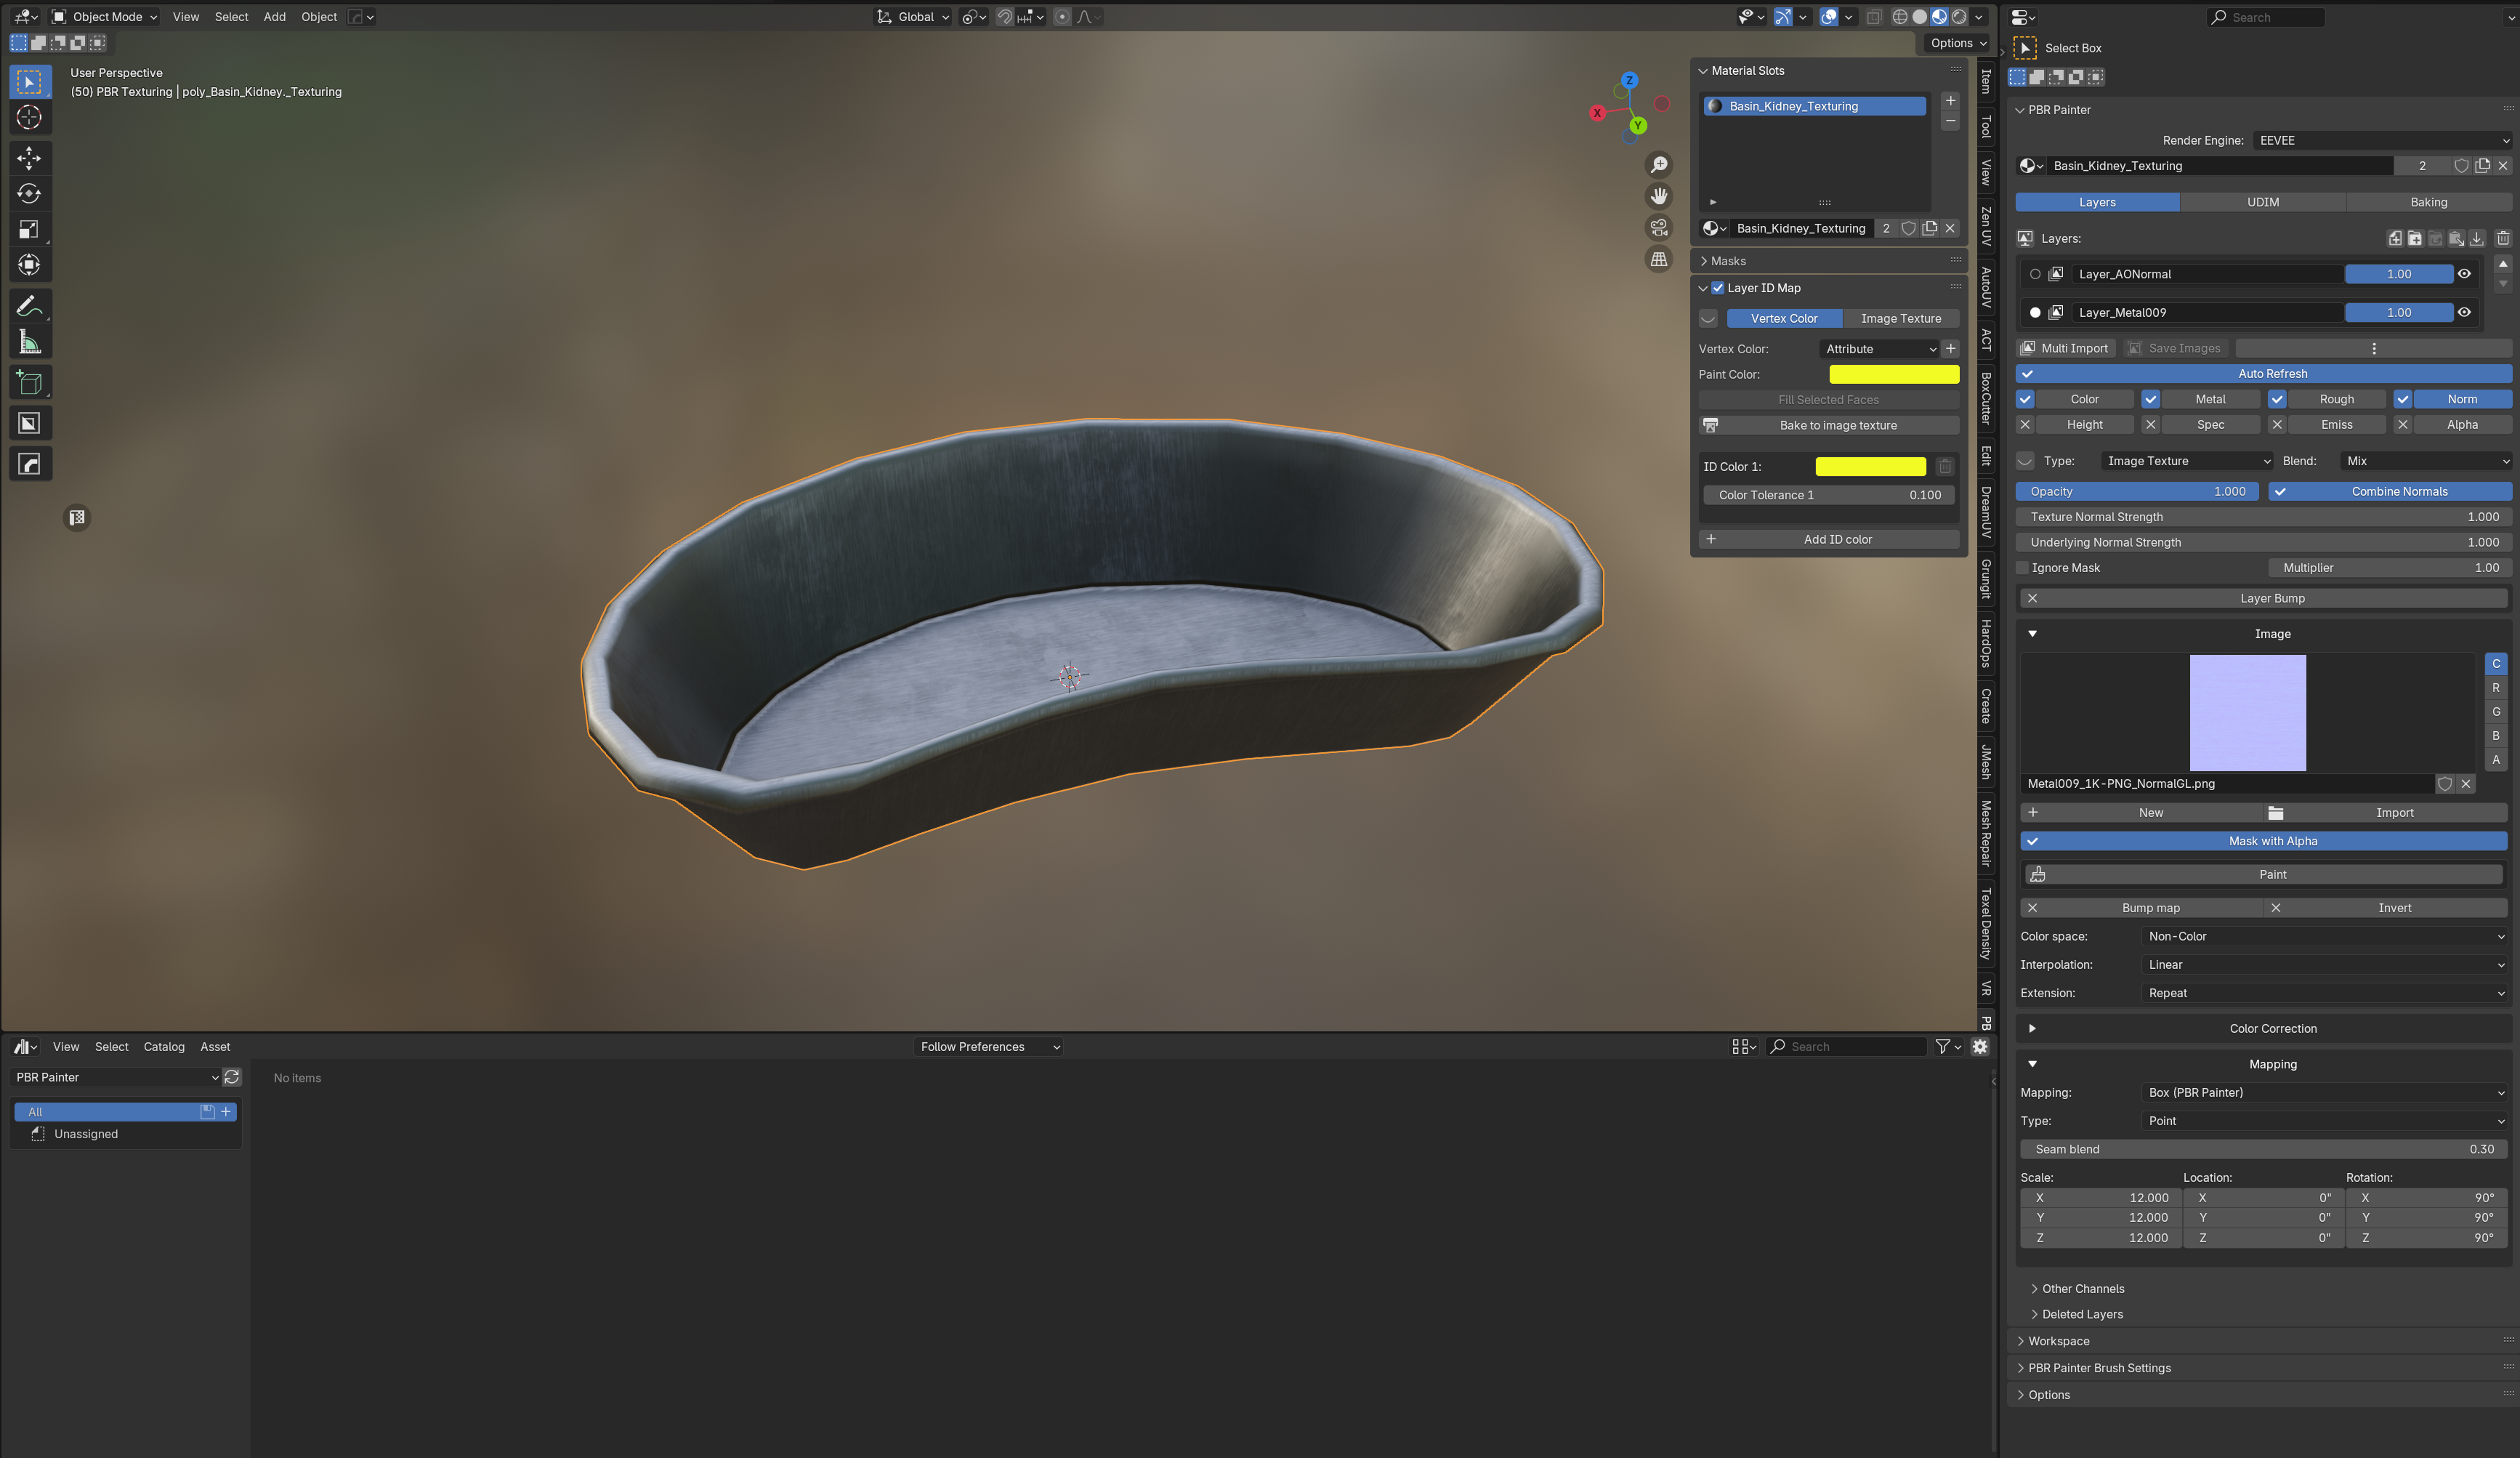 Object Mode View Select Add Object Global
Options
User Perspective
(50) PBR Texturing | poly_Basin_Kidney._Texturing
Z
X
Y
Material Slots
Basin_Kidney_Texturing
Basin_Kidney_Texturing 2
Masks
Layer ID Map
Vertex Color Image Texture
Vertex Color: Attribute
Paint Color:
Fill Selected Faces
Bake to image texture
ID Color 1:
Color Tolerance 1 0.100
Add ID color
Item
Tool
View
Zen UV
AutoUV
ACT
BoxCutter
Edit
DreamUV
Grungit
HardOps
Create
JMesh
Mesh Repair
Texel Density
VR
PB
Search
Select Box
PBR Painter
Render Engine: EEVEE
Basin_Kidney_Texturing 2
Layers UDIM Baking
Layers:
Layer_AONormal 1.00
Layer_Metal009 1.00
Multi Import Save Images
Auto Refresh
Color Metal Rough Norm
Height Spec Emiss Alpha
Type: Image Texture Blend: Mix
Opacity 1.000 Combine Normals
Texture Normal Strength 1.000
Underlying Normal Strength 1.000
Ignore Mask Multiplier 1.00
Layer Bump
Image
C
R
G
B
A
Metal009_1K-PNG_NormalGL.png
New Import
Mask with Alpha
Paint
Bump map Invert
Color space: Non-Color
Interpolation: Linear
Extension: Repeat
Color Correction
Mapping
Mapping: Box (PBR Painter)
Type: Point
Seam blend 0.30
Scale: Location: Rotation:
X 12.000 X 0" X 90°
Y 12.000 Y 0" Y 90°
Z 12.000 Z 0" Z 90°
Other Channels
Deleted Layers
Workspace
PBR Painter Brush Settings
Options
View Select Catalog Asset Follow Preferences Search
PBR Painter
No items
All
Unassigned